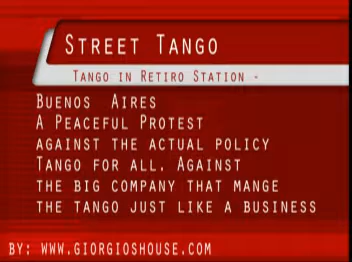 Street Tango
Tango in Retiro Station -
Buenos Aires
A Peaceful Protest
against the actual policy
Tango for all. Against
the big company that mange
the tango just like a business
by: www.giorgioshouse.com